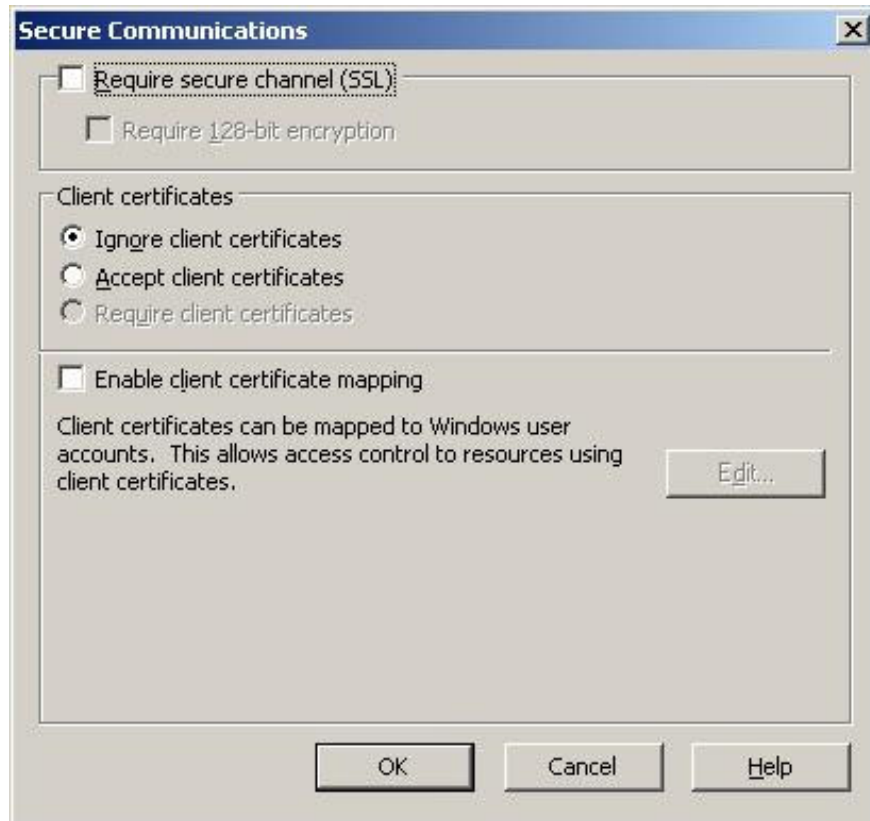 Secure Communications
Require secure channel (SSL)
Require 128-bit encryption
Client certificates
Ignore client certificates
Accept client certificates
Require client certificates
Enable client certificate mapping
Client certificates can be mapped to Windows user
accounts. This allows access control to resources using
client certificates.
Edit...
OK
Cancel
Help